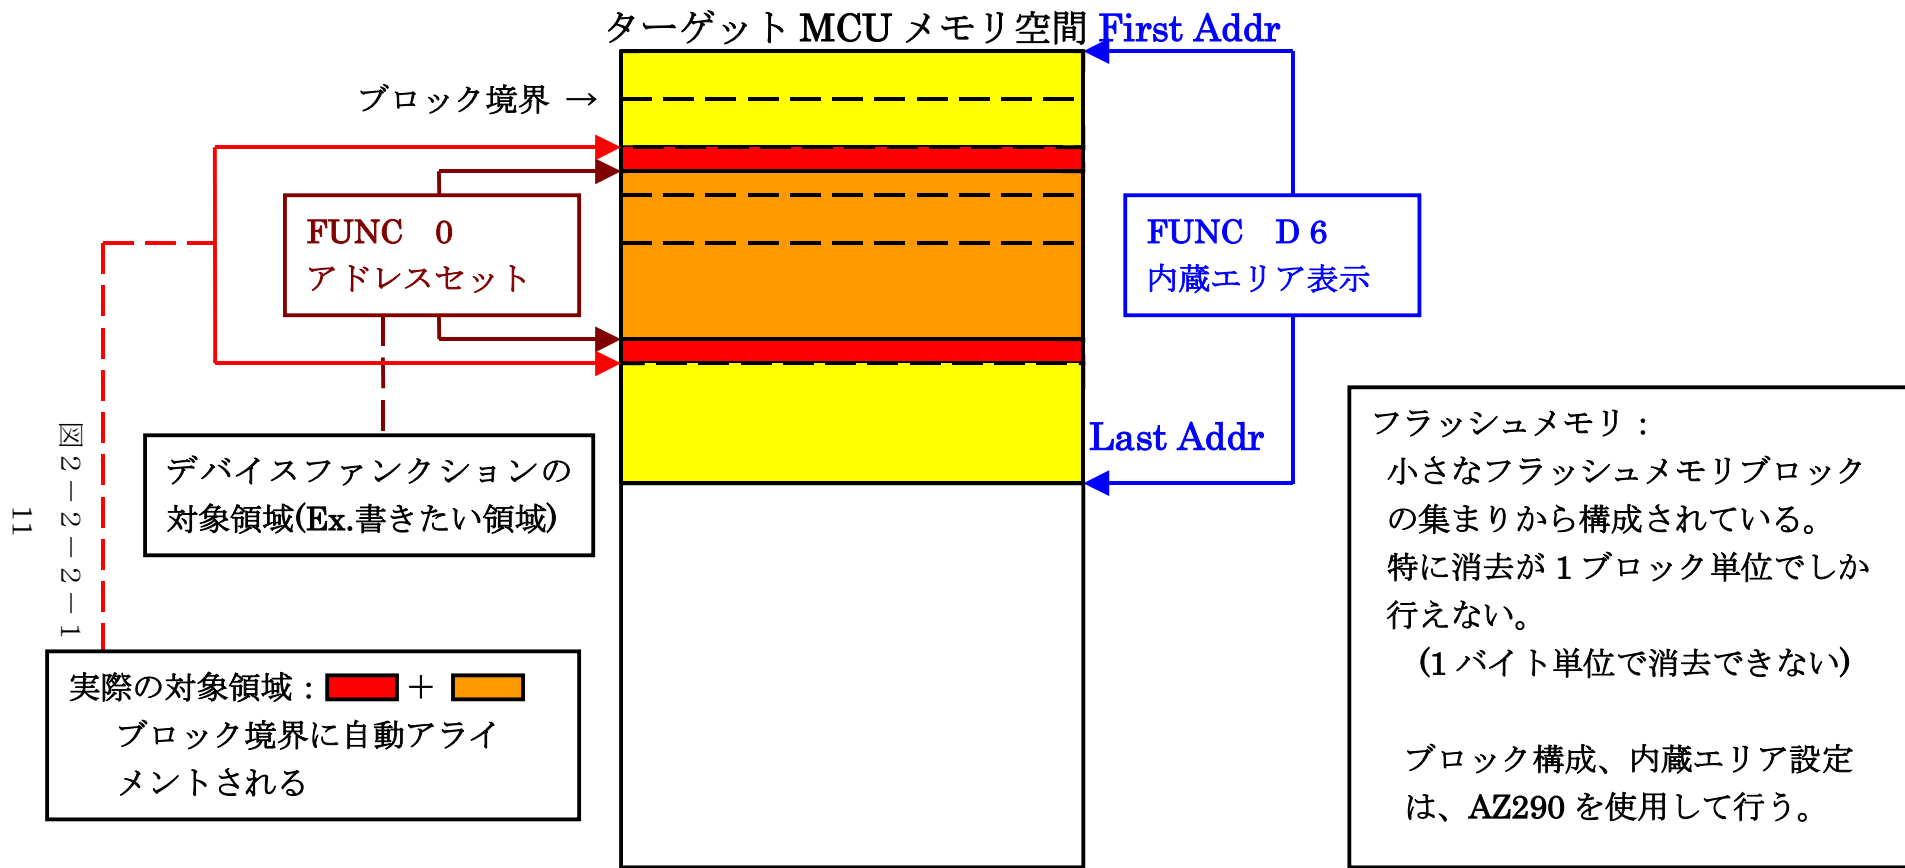 ターゲット MCU メモリ空間
First Addr
ブロック境界 →
FUNC 0
アドレスセット
FUNC D 6
内蔵エリア表示
デバイスファンクションの
対象領域(Ex.書きたい領域)
Last Addr
フラッシュメモリ：
小さなフラッシュメモリブロック
の集まりから構成されている。
特に消去が 1 ブロック単位でしか
行えない。
(1 バイト単位で消去できない)
ブロック構成、内蔵エリア設定
は、AZ290 を使用して行う。
実際の対象領域： ＋
ブロック境界に自動アライ
メントされる
図２－２－２－１
11